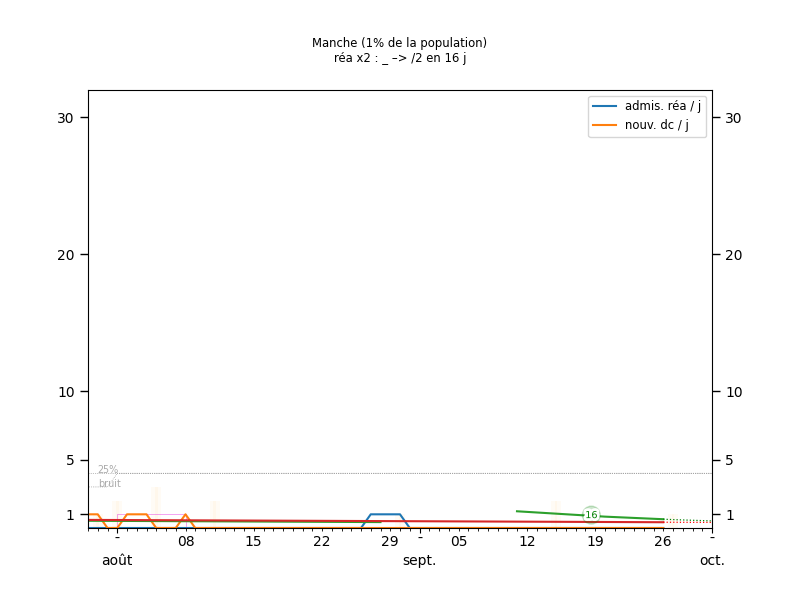 Manche (1% de la population)
réa x2 : _ –> /2 en 16 j
admis. réa / j
nouv. dc / j
30 30
20 20
10 10
5 5
25%
bruit
1 16 1
- 08 15 22 29 - 05 12 19 26 -
août sept. oct.